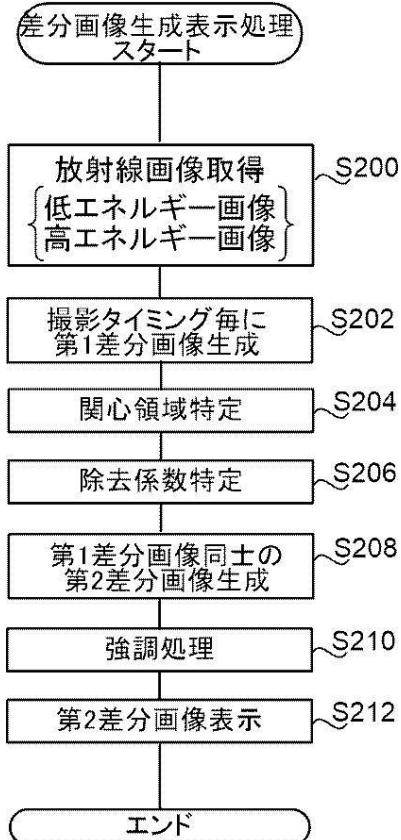 差分画像生成表示処理
スタート
放射線画像取得
S200
低エネルギー画像
高エネルギー画像
撮影タイミング毎に
第1差分画像生成
S202
関心領域特定
S204
除去係数特定
S206
第1差分画像同士の
第2差分画像生成
S208
強調処理
S210
第2差分画像表示
S212
エンド